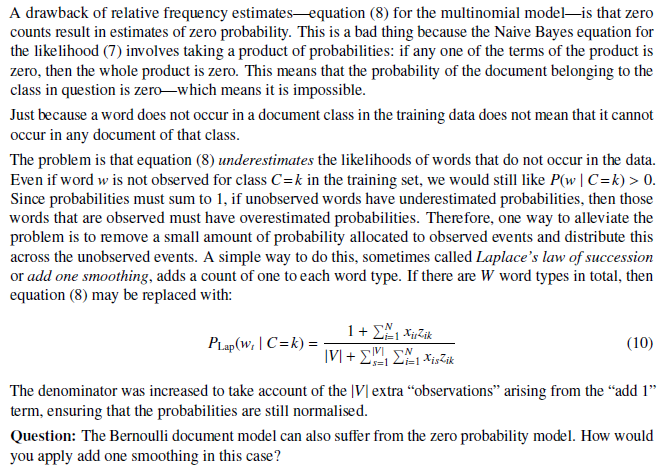 A drawback of relative frequency estimates—equation (8) for the multinomial model—is that zero
counts result in estimates of zero probability. This is a bad thing because the Naive Bayes equation for
the likelihood (7) involves taking a product of probabilities: if any one of the terms of the product is
zero, then the whole product is zero. This means that the probability of the document belonging to the
class in question is zero—which means it is impossible.
Just because a word does not occur in a document class in the training data does not mean that it cannot
occur in any document of that class.
The problem is that equation (8) underestimates the likelihoods of words that do not occur in the data.
Even if word w is not observed for class C=k in the training set, we would still like P(w | C=k) > 0.
Since probabilities must sum to 1, if unobserved words have underestimated probabilities, then those
words that are observed must have overestimated probabilities. Therefore, one way to alleviate the
problem is to remove a small amount of probability allocated to observed events and distribute this
across the unobserved events. A simple way to do this, sometimes called Laplace's law of succession
or add one smoothing, adds a count of one to each word type. If there are W word types in total, then
equation (8) may be replaced with:
P_Lap(w_t | C=k) = (1 + ∑_{i=1}^{N} x_{it} z_{ik}) / (|V| + ∑_{s=1}^{|V|} ∑_{i=1}^{N} x_{is} z_{ik}) (10)
The denominator was increased to take account of the |V| extra “observations” arising from the “add 1”
term, ensuring that the probabilities are still normalised.
Question: The Bernoulli document model can also suffer from the zero probability model. How would
you apply add one smoothing in this case?